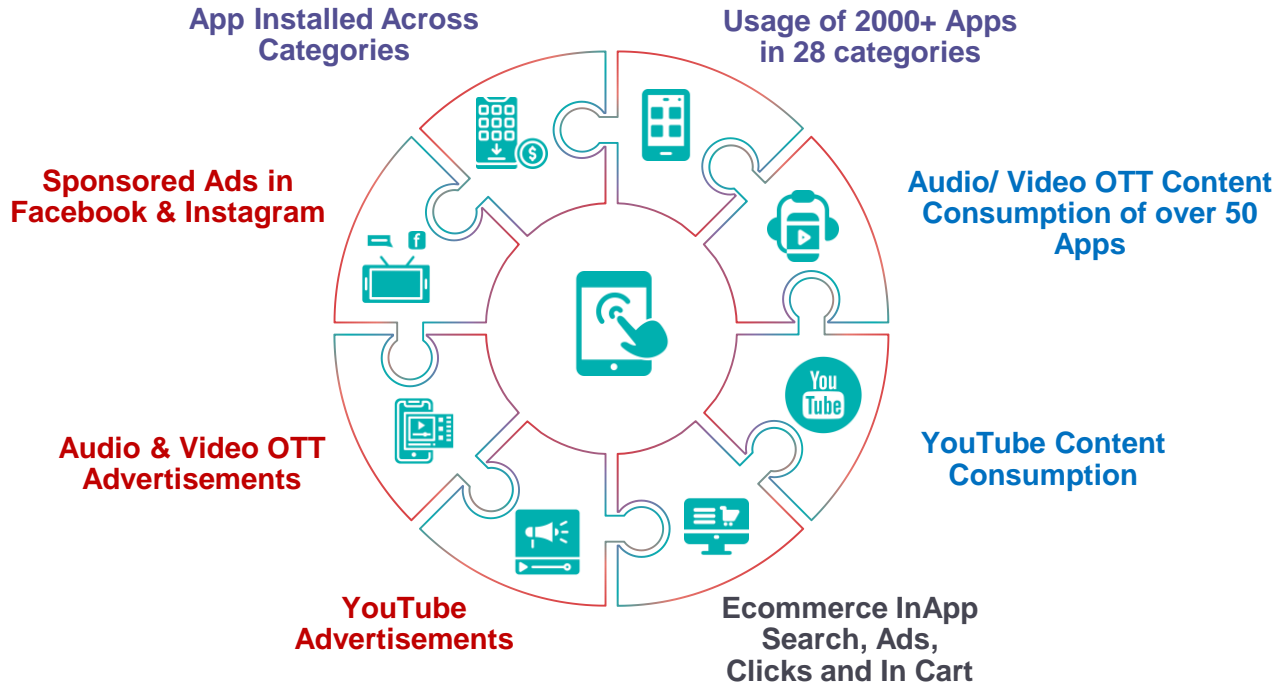 App Installed Across
Categories
Usage of 2000+ Apps
in 28 categories
Sponsored Ads in
Facebook & Instagram
Audio/ Video OTT Content
Consumption of over 50
Apps
You
Tube
Audio & Video OTT
Advertisements
YouTube Content
Consumption
YouTube
Advertisements
Ecommerce InApp
Search, Ads,
Clicks and In Cart
$
f